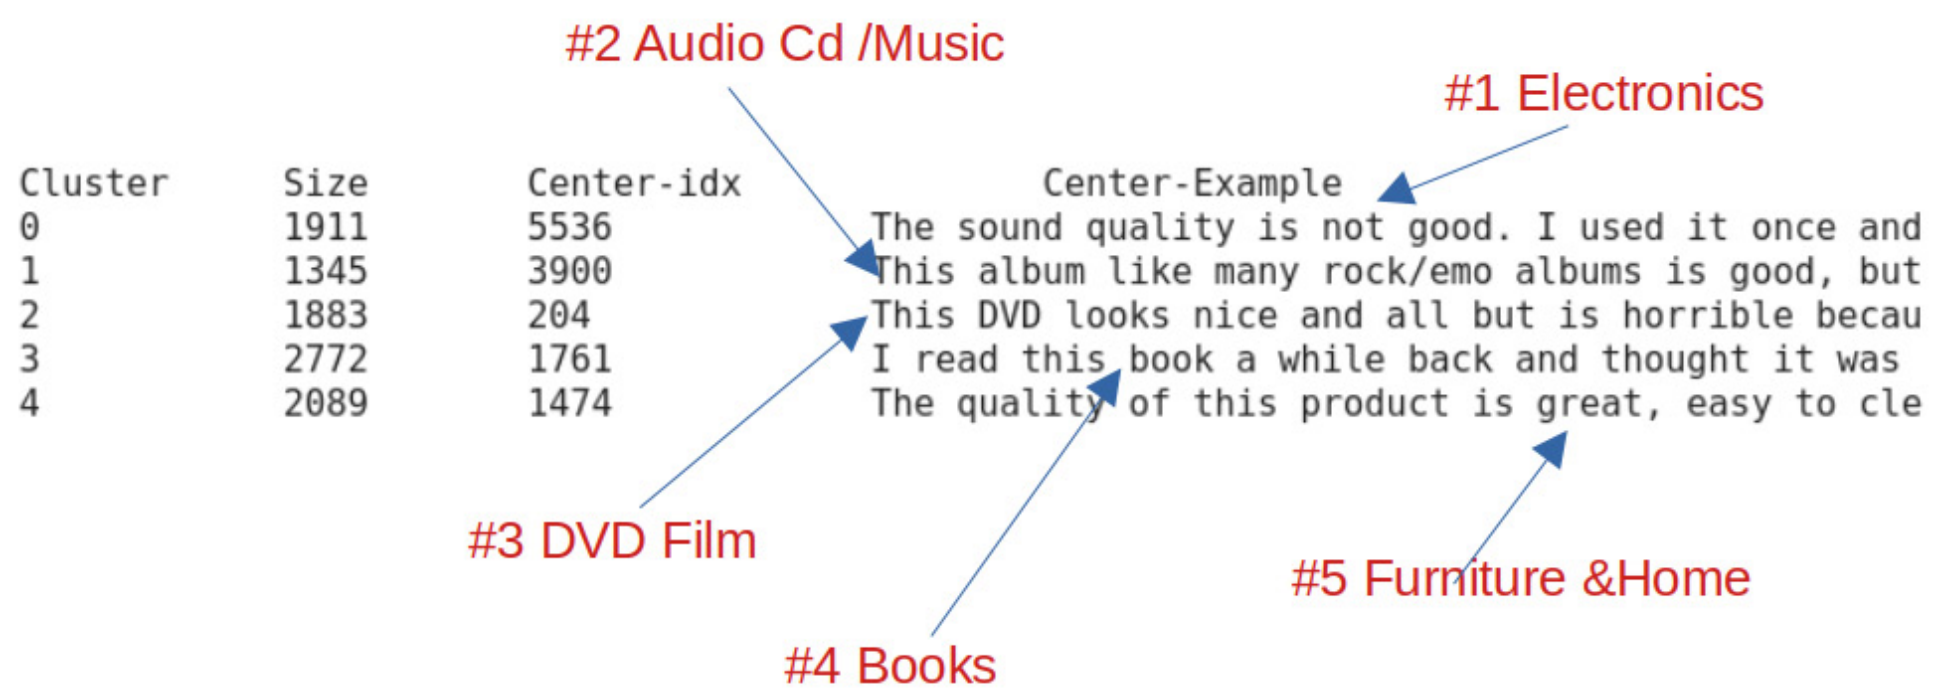 #2 Audio Cd /Music
#1 Electronics
Cluster Size Center-idx Center-Example
0 1911 5536 The sound quality is not good. I used it once and
1 1345 3900 This album like many rock/emo albums is good, but
2 1883 204 This DVD looks nice and all but is horrible becau
3 2772 1761 I read this book a while back and thought it was
4 2089 1474 The quality of this product is great, easy to cle
#3 DVD Film
#5 Furniture &Home
#4 Books